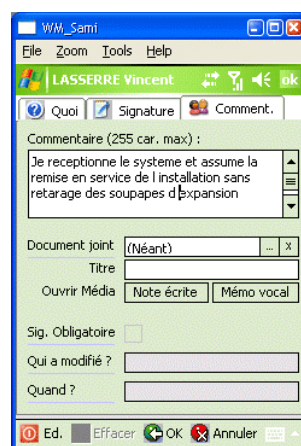 WM_Sami
File Zoom Tools Help
LASSERRE Vincent ok
Quoi Signature Comment.
Commentaire (255 car. max) :
Je receptionne le systeme et assume la
remise en service de l installation sans
retarage des soupapes d expansion
Document joint (Néant) ... X
Titre
Ouvrir Média Note écrite Mémo vocal
Sig. Obligatoire
Qui a modifié ?
Quand ?
Ed. Effacer OK Annuler